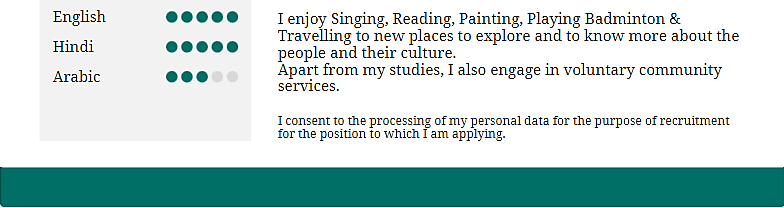 English
Hindi
Arabic
I enjoy Singing, Reading, Painting, Playing Badminton &
Travelling to new places to explore and to know more about the
people and their culture.
Apart from my studies, I also engage in voluntary community
services.
I consent to the processing of my personal data for the purpose of recruitment
for the position to which I am applying.